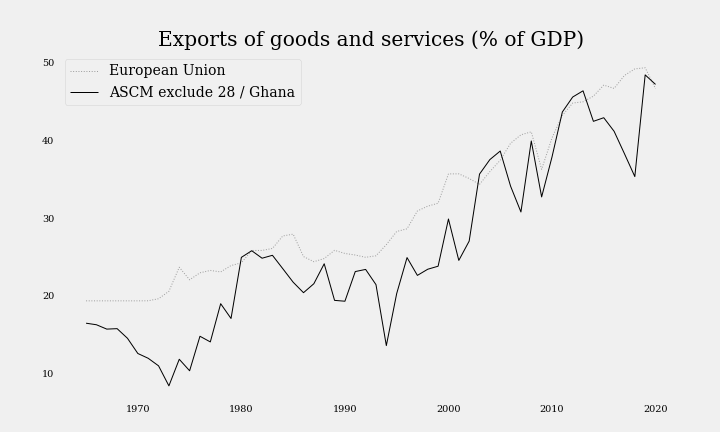 Exports of goods and services (% of GDP)
European Union
ASCM exclude 28 / Ghana
50
40
30
20
10
1970 1980 1990 2000 2010 2020